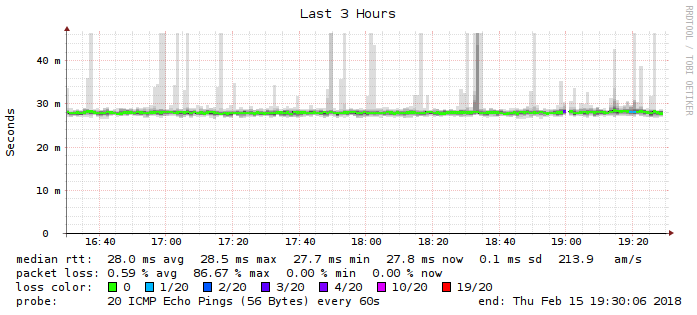 Last 3 Hours
RRDTOOL / TOBI OETIKER
Seconds
40 m
30 m
20 m
10 m
0
16:40 17:00 17:20 17:40 18:00 18:20 18:40 19:00 19:20
median rtt: 28.0 ms avg 28.5 ms max 27.7 ms min 27.8 ms now 0.1 ms sd 213.9 am/s
packet loss: 0.59 % avg 86.67 % max 0.00 % min 0.00 % now
loss color: 0 1/20 2/20 3/20 4/20 10/20 19/20
probe: 20 ICMP Echo Pings (56 Bytes) every 60s end: Thu Feb 15 19:30:06 2018